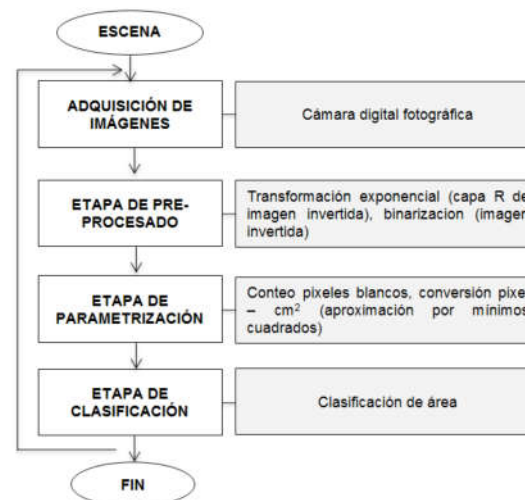 ESCENA
ADQUISICIÓN DE
IMÁGENES
Cámara digital fotográfica
ETAPA DE PRE-
PROCESADO
Transformación exponencial (capa R de
imagen invertida), binarizacion (imagen
invertida)
ETAPA DE
PARAMETRIZACIÓN
Conteo pixeles blancos, conversión pixe
– cm² (aproximación por mínimos
cuadrados)
ETAPA DE
CLASIFICACIÓN
Clasificación de área
FIN